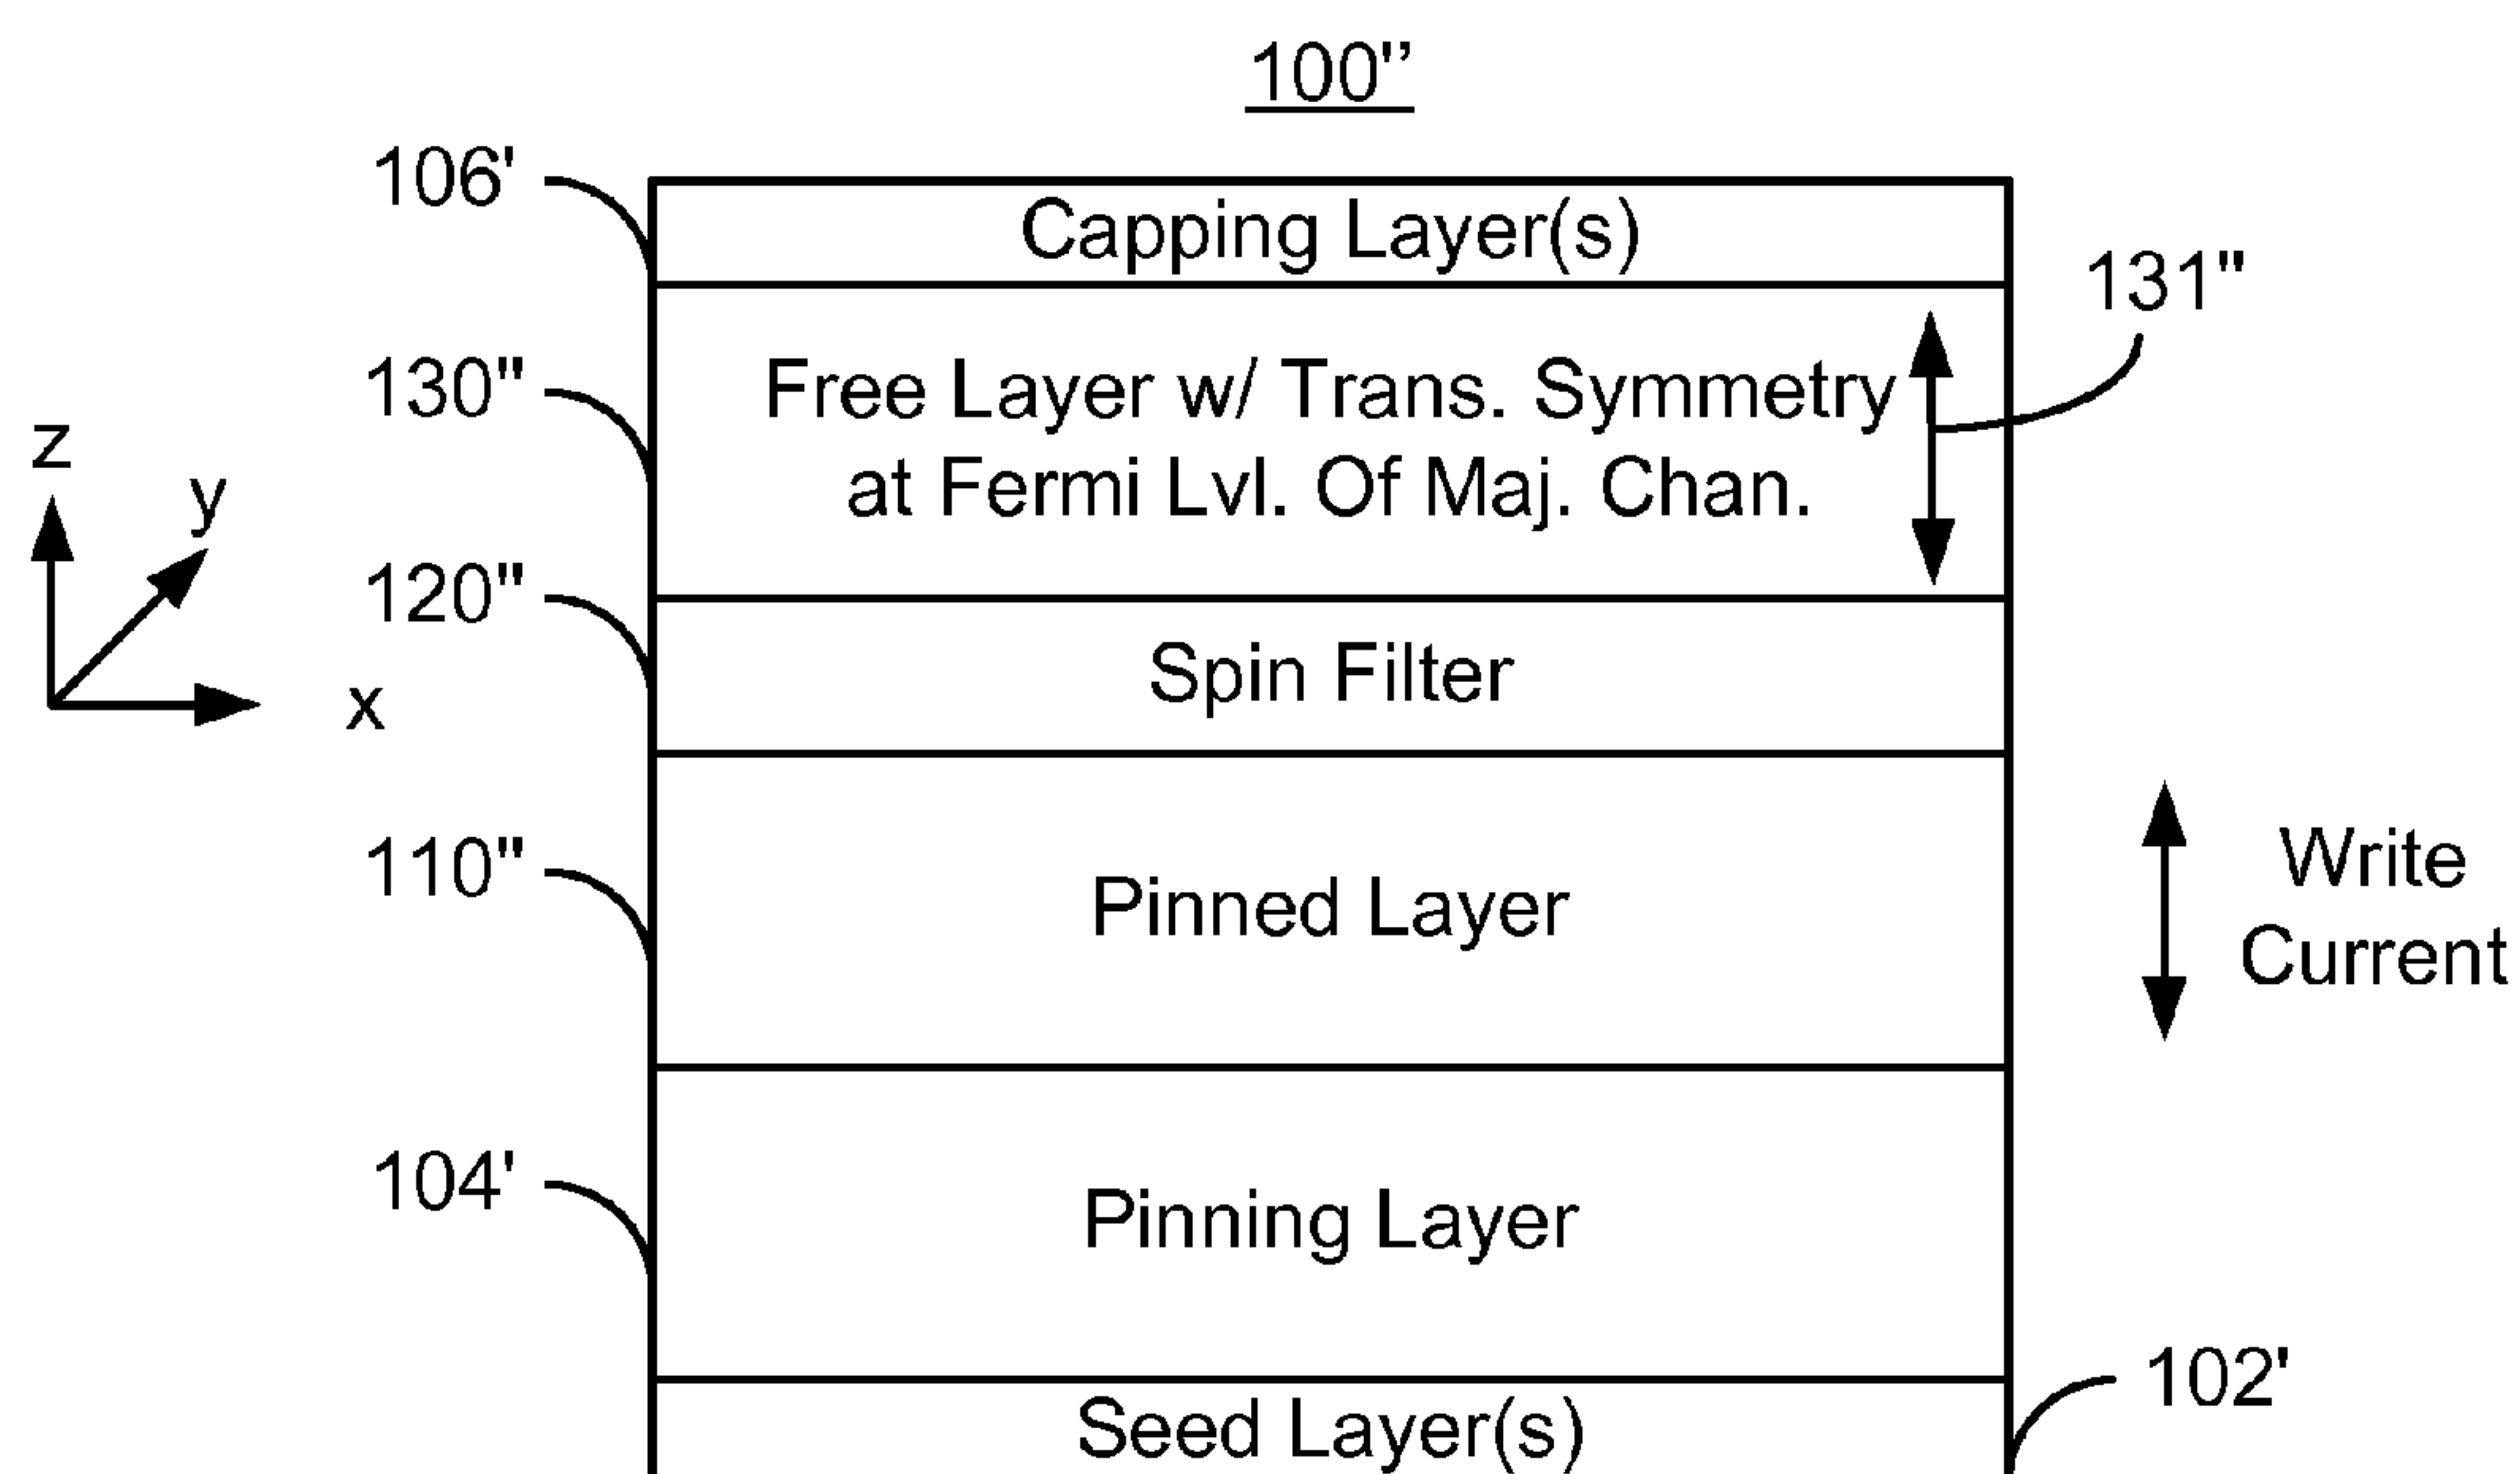 100"
106'
Capping Layer(s)
131"
130"
Free Layer w/ Trans. Symmetry
at Fermi Lvl. Of Maj. Chan.
z
y
x
120"
Spin Filter
110"
Pinned Layer
Write
Current
104'
Pinning Layer
102'
Seed Layer(s)